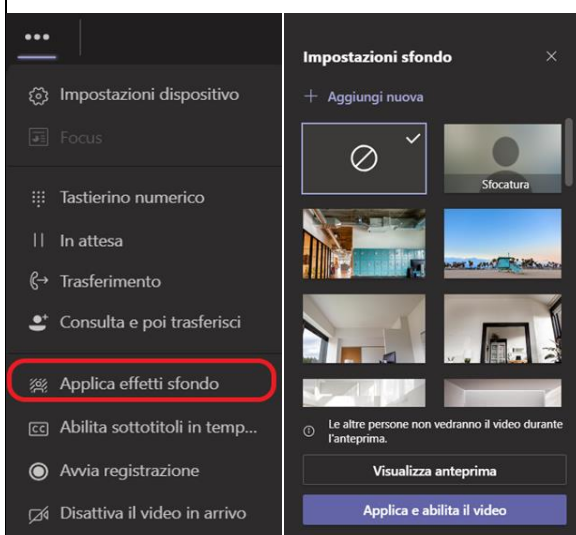 Impostazioni dispositivo
Focus
Tastierino numerico
In attesa
Trasferimento
Consulta e poi trasferisci
Applica effetti sfondo
CC Abilita sottotitoli in temp...
Avvia registrazione
Disattiva il video in arrivo
Impostazioni sfondo
+ Aggiungi nuova
Sfocatura
Le altre persone non vedranno il video durante
l'anteprima.
Visualizza anteprima
Applica e abilita il video